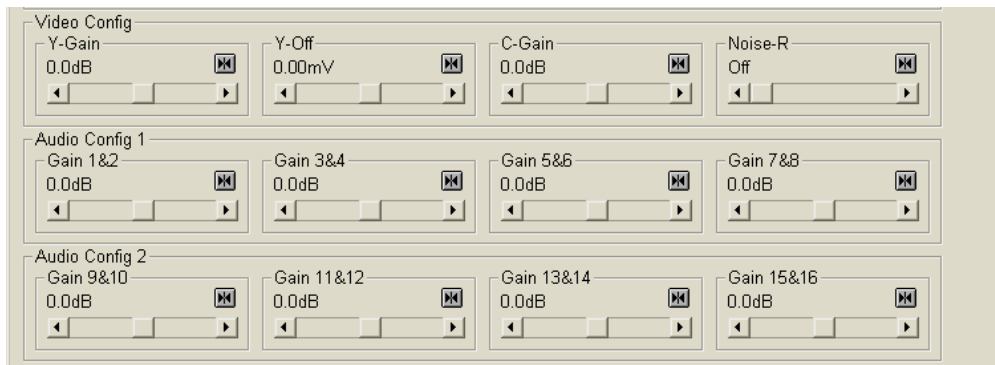 Video Config
Y-Gain Y-Off C-Gain Noise-R
0.0dB 0.00mV 0.0dB Off
Audio Config 1
Gain 1&2 Gain 3&4 Gain 5&6 Gain 7&8
0.0dB 0.0dB 0.0dB 0.0dB
Audio Config 2
Gain 9&10 Gain 11&12 Gain 13&14 Gain 15&16
0.0dB 0.0dB 0.0dB 0.0dB